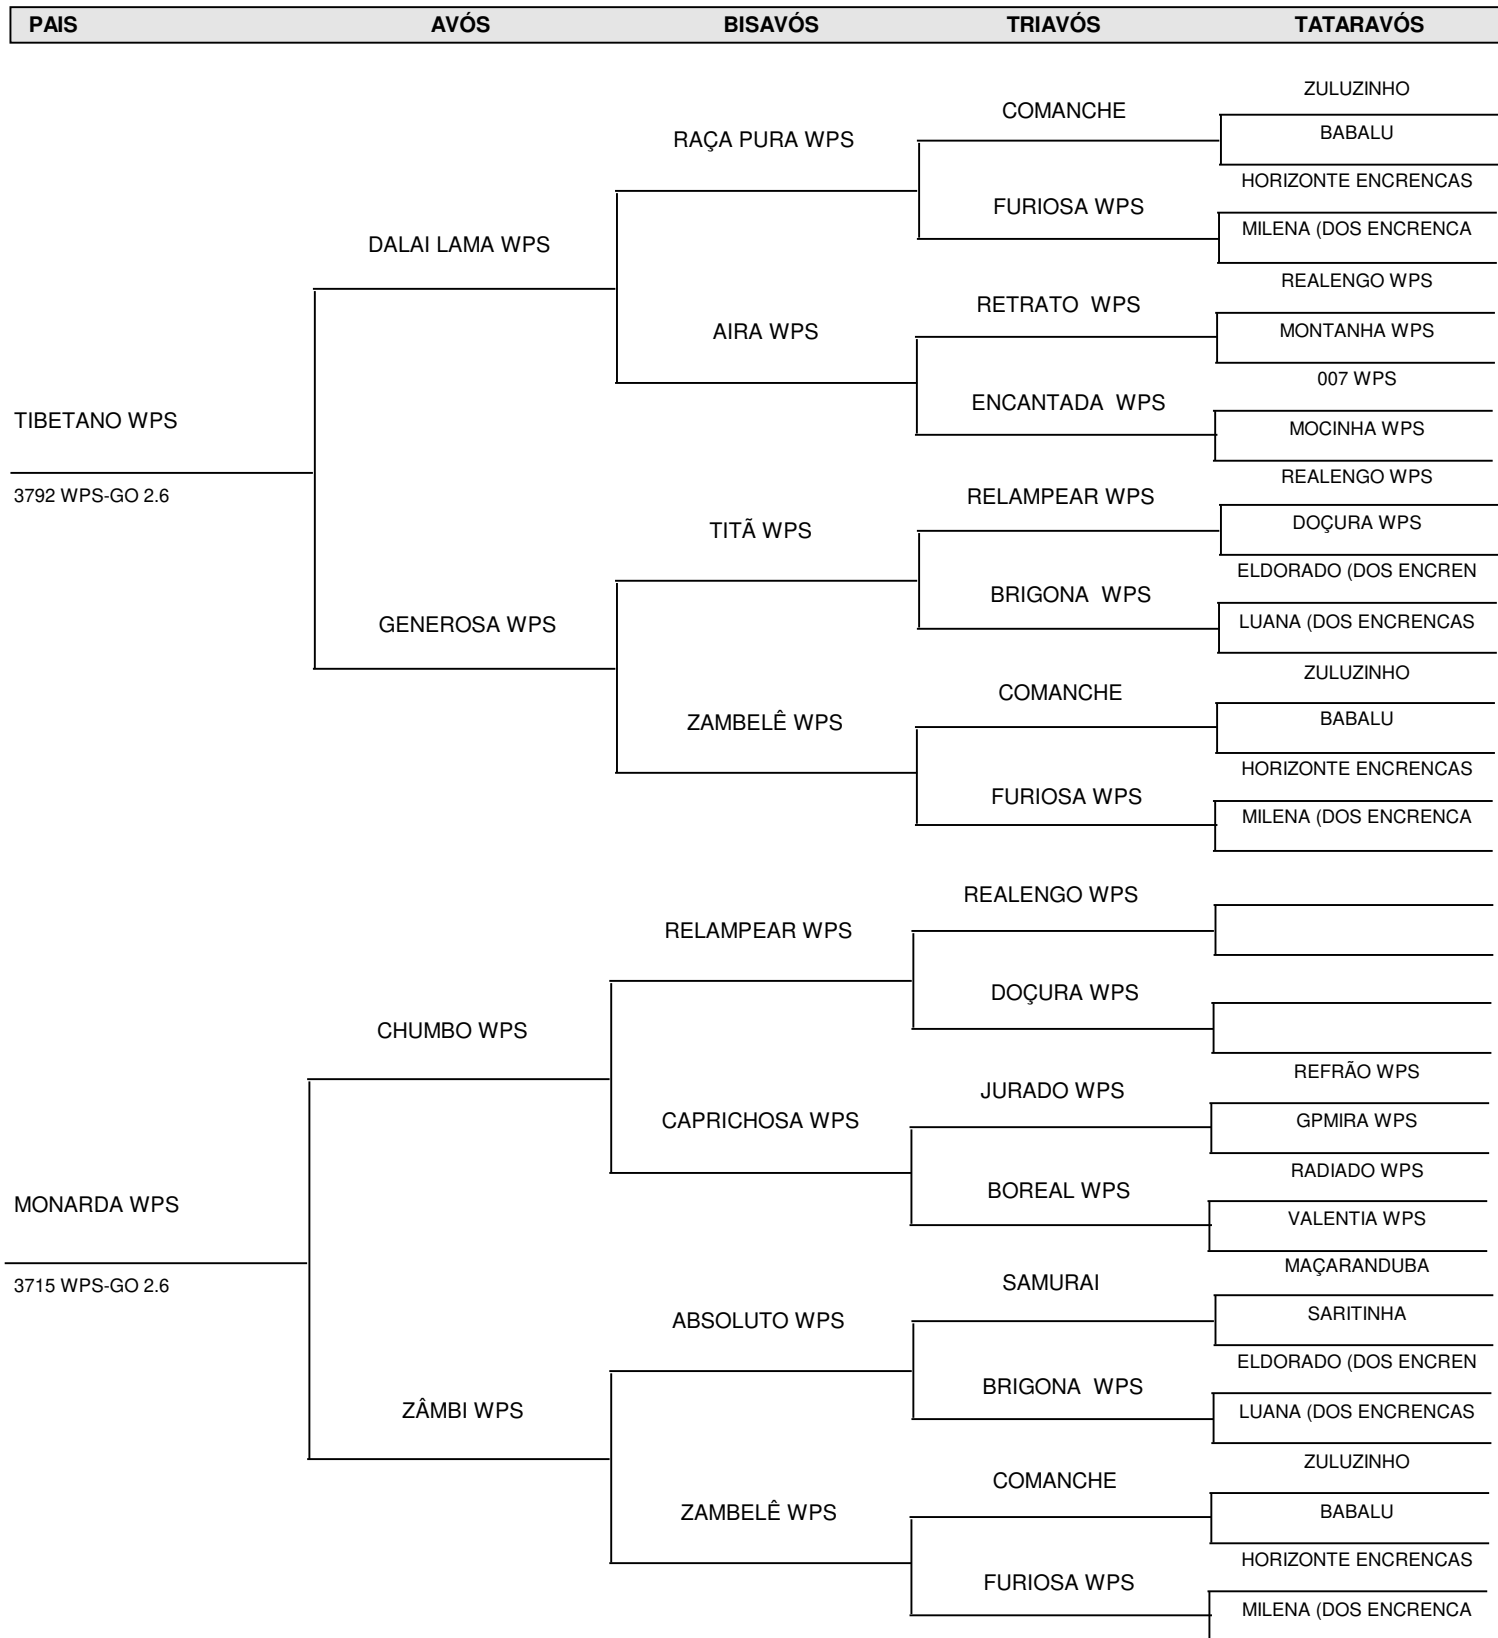 PAIS AVÓS BISAVÓS TRIAVÓS TATARAVÓS
ZULUZINHO
COMANCHE
BABALU
RAÇA PURA WPS
HORIZONTE ENCRENCAS
FURIOSA WPS
MILENA (DOS ENCRENCA
DALAI LAMA WPS
REALENGO WPS
RETRATO WPS
MONTANHA WPS
AIRA WPS
007 WPS
ENCANTADA WPS
TIBETANO WPS
MOCINHA WPS
REALENGO WPS
3792 WPS-GO 2.6
RELAMPEAR WPS
DOÇURA WPS
TITÃ WPS
ELDORADO (DOS ENCREN
BRIGONA WPS
LUANA (DOS ENCRENCAS
GENEROSA WPS
ZULUZINHO
COMANCHE
BABALU
ZAMBELÊ WPS
HORIZONTE ENCRENCAS
FURIOSA WPS
MILENA (DOS ENCRENCA
REALENGO WPS
RELAMPEAR WPS
DOÇURA WPS
CHUMBO WPS
REFRÃO WPS
JURADO WPS
GPMIRA WPS
CAPRICHOSA WPS
RADIADO WPS
BOREAL WPS
MONARDA WPS
VALENTIA WPS
MAÇARANDUBA
3715 WPS-GO 2.6
SAMURAI
SARITINHA
ABSOLUTO WPS
ELDORADO (DOS ENCREN
BRIGONA WPS
ZÂMBI WPS
LUANA (DOS ENCRENCAS
ZULUZINHO
COMANCHE
BABALU
ZAMBELÊ WPS
HORIZONTE ENCRENCAS
FURIOSA WPS
MILENA (DOS ENCRENCA